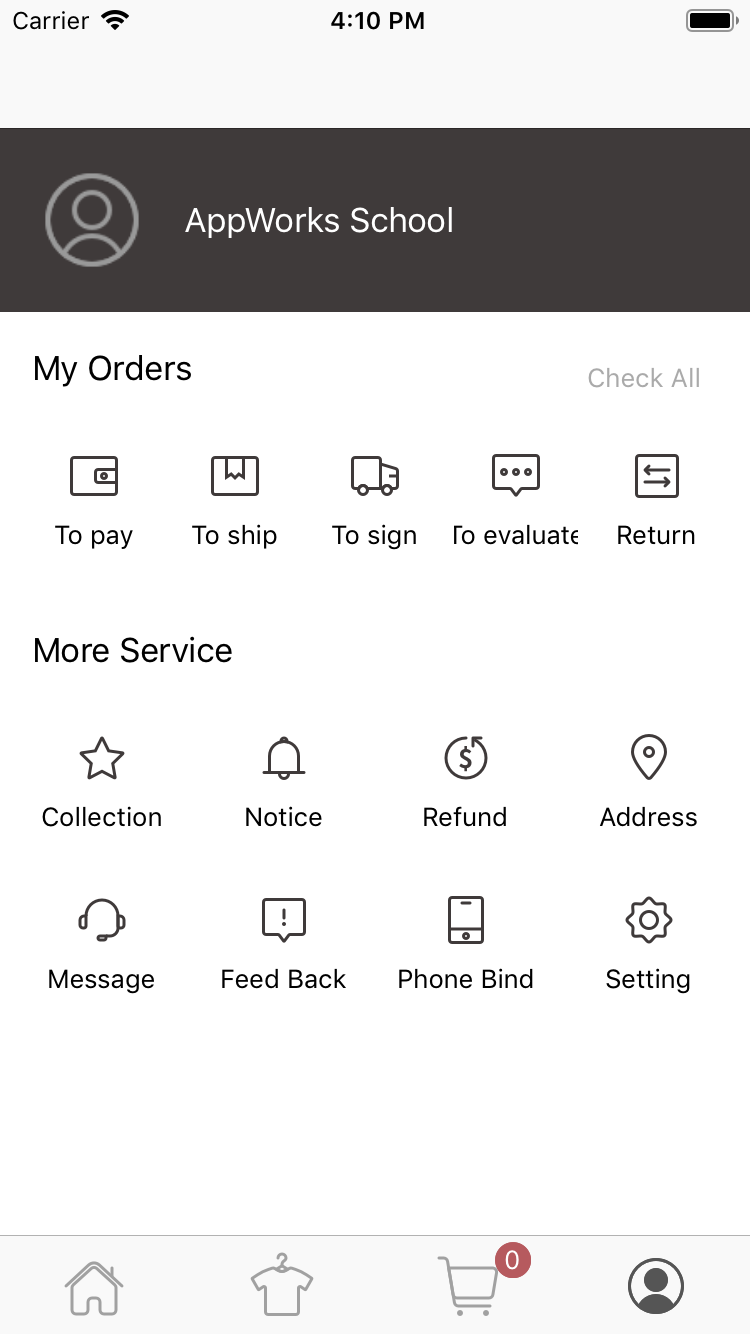 Carrier 4:10 PM
AppWorks School
My Orders
Check All
To pay To ship To sign To evaluate Return
More Service
Collection Notice Refund Address
Message Feed Back Phone Bind Setting
0